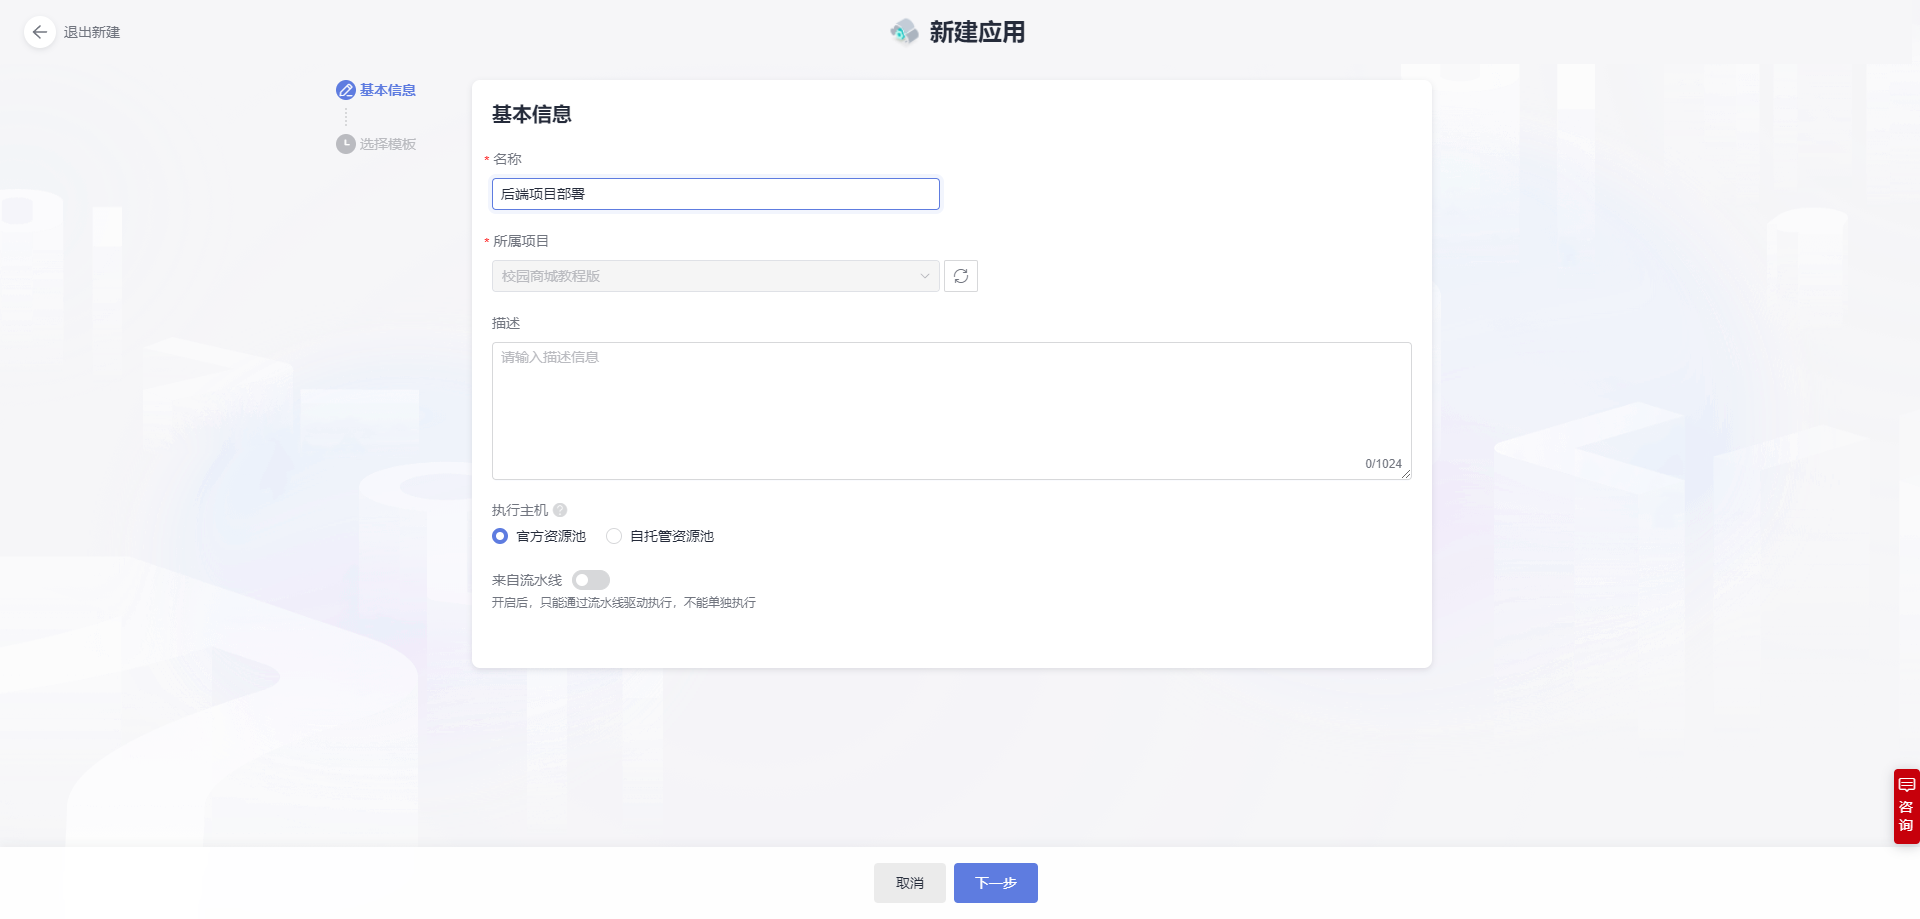 退出新建
新建应用
基本信息
选择模板
基本信息
* 名称
后端项目部署
* 所属项目
校园商城教程版
描述
请输入描述信息
0/1024
执行主机 ?
官方资源池 自托管资源池
来自流水线
开启后，只能通过流水线驱动执行，不能单独执行
咨询
取消 下一步